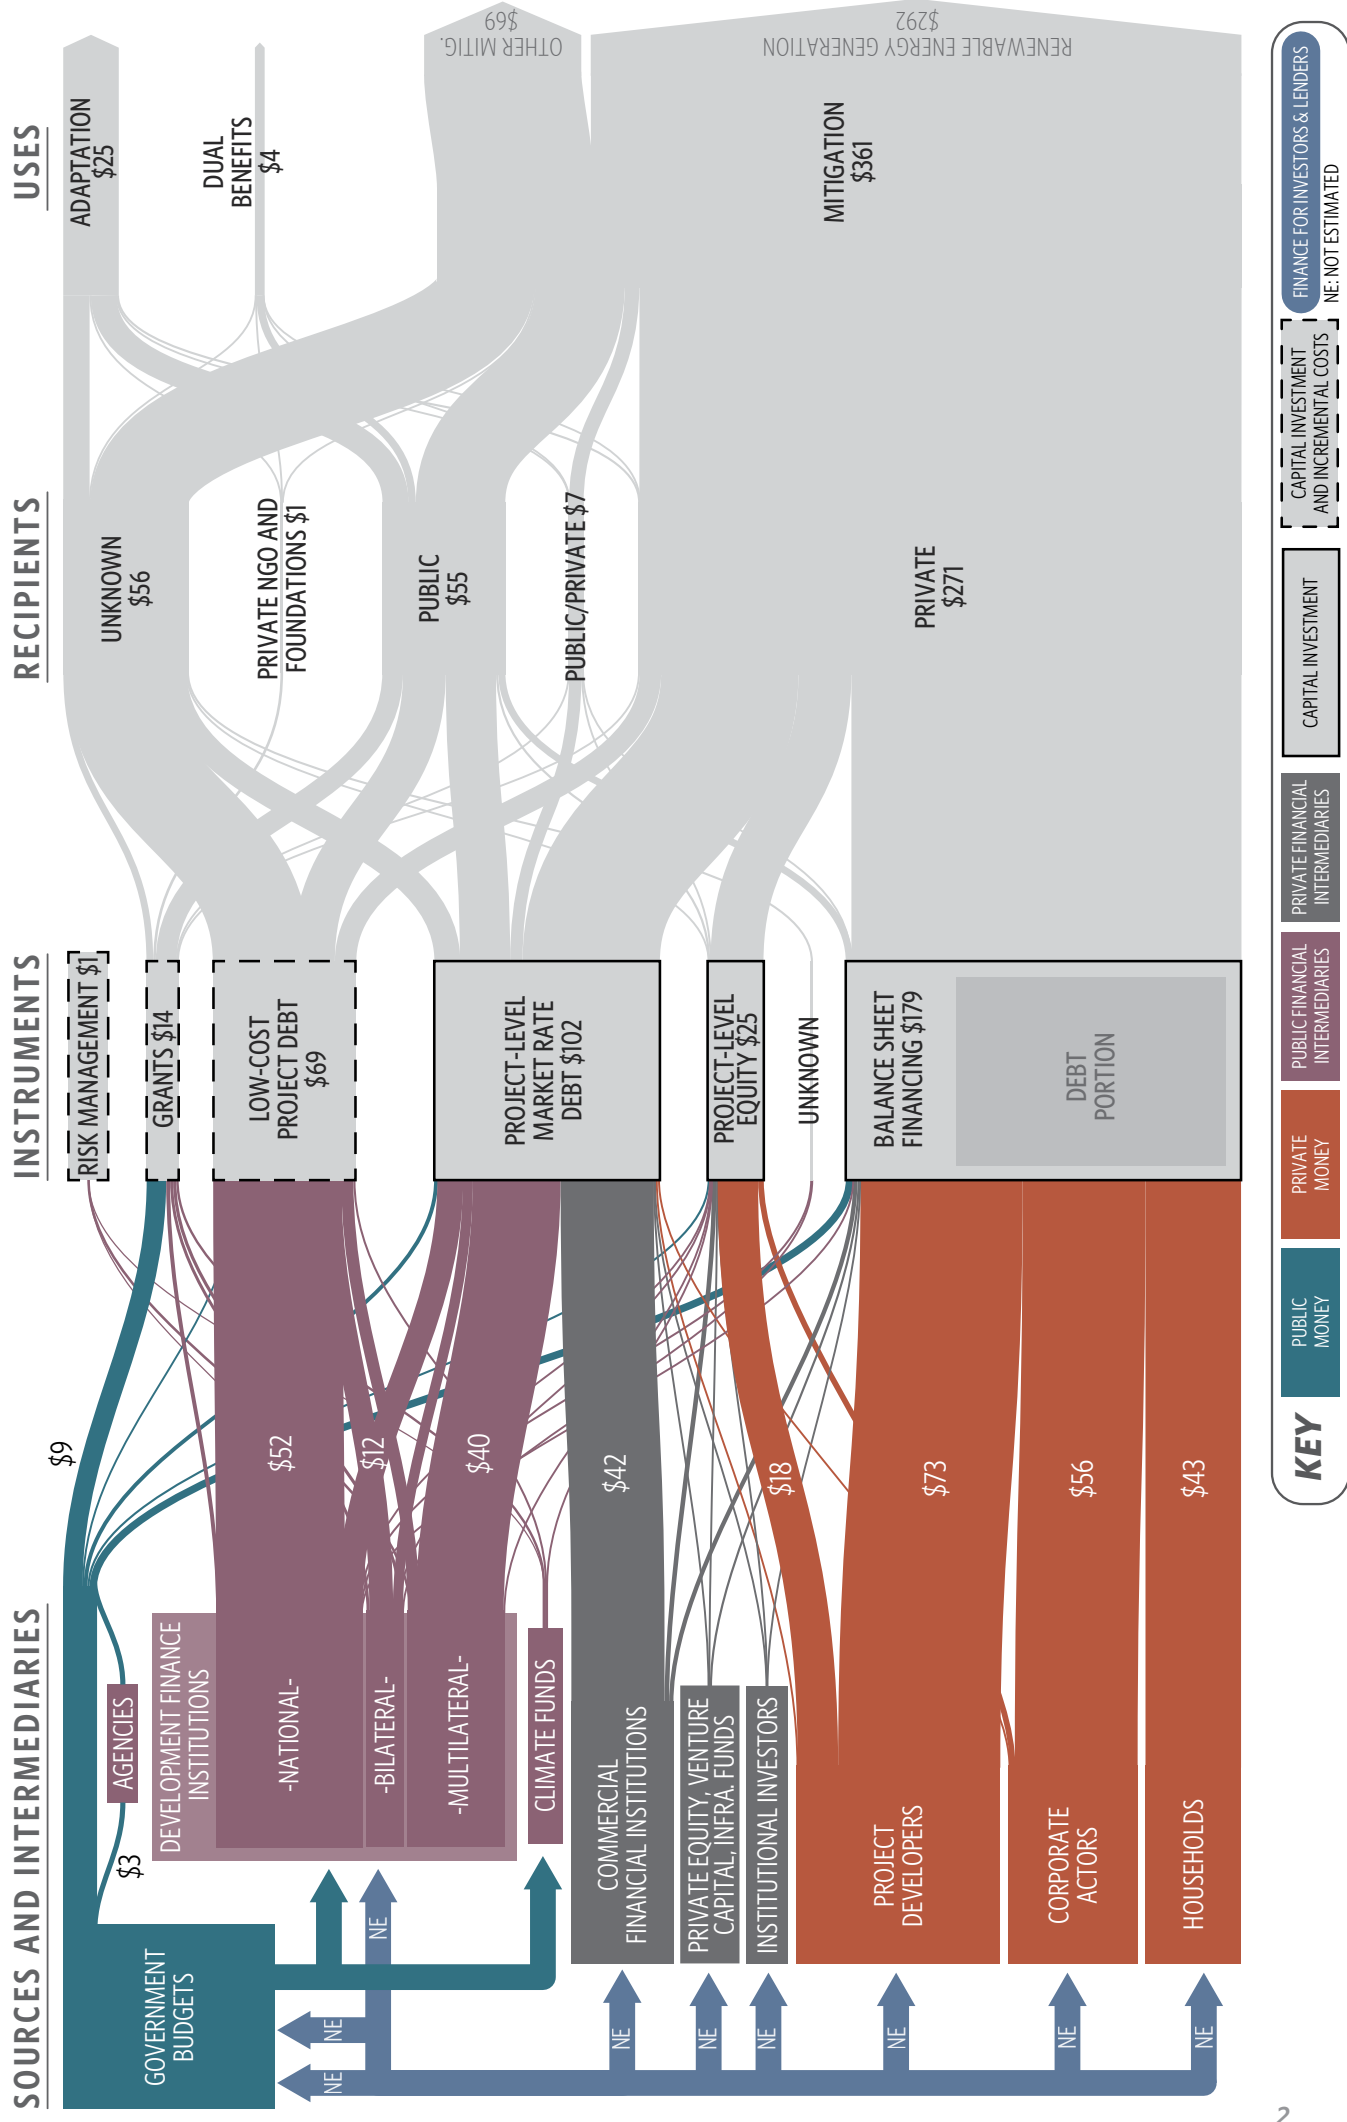 SOURCES AND INTERMEDIARIES
INSTRUMENTS
RECIPIENTS
USES
GOVERNMENT
BUDGETS
$3
AGENCIES
$9
DEVELOPMENT FINANCE
INSTITUTIONS
-NATIONAL-
-BILATERAL-
-MULTILATERAL-
CLIMATE FUNDS
COMMERCIAL
FINANCIAL INSTITUTIONS
PRIVATE EQUITY, VENTURE
CAPITAL, INFRA. FUNDS
INSTITUTIONAL INVESTORS
PROJECT
DEVELOPERS
CORPORATE
ACTORS
HOUSEHOLDS
NE
NE
NE
NE
NE
NE
NE
NE
NE
$52
$12
$40
$42
$18
$73
$56
$43
RISK MANAGEMENT $1
GRANTS $14
LOW-COST
PROJECT DEBT
$69
PROJECT-LEVEL
MARKET RATE
DEBT $102
PROJECT-LEVEL
EQUITY $25
UNKNOWN
BALANCE SHEET
FINANCING $179
DEBT
PORTION
UNKNOWN
$56
PRIVATE NGO AND
FOUNDATIONS $1
PUBLIC
$55
PUBLIC/PRIVATE $7
PRIVATE
$271
ADAPTATION
$25
DUAL
BENEFITS
$4
MITIGATION
$361
OTHER MITIG.
$69
RENEWABLE ENERGY GENERATION
$292
KEY
PUBLIC
MONEY
PRIVATE
MONEY
PUBLIC FINANCIAL
INTERMEDIARIES
PRIVATE FINANCIAL
INTERMEDIARIES
CAPITAL INVESTMENT
CAPITAL INVESTMENT
AND INCREMENTAL COSTS
FINANCE FOR INVESTORS & LENDERS
NE: NOT ESTIMATED
2